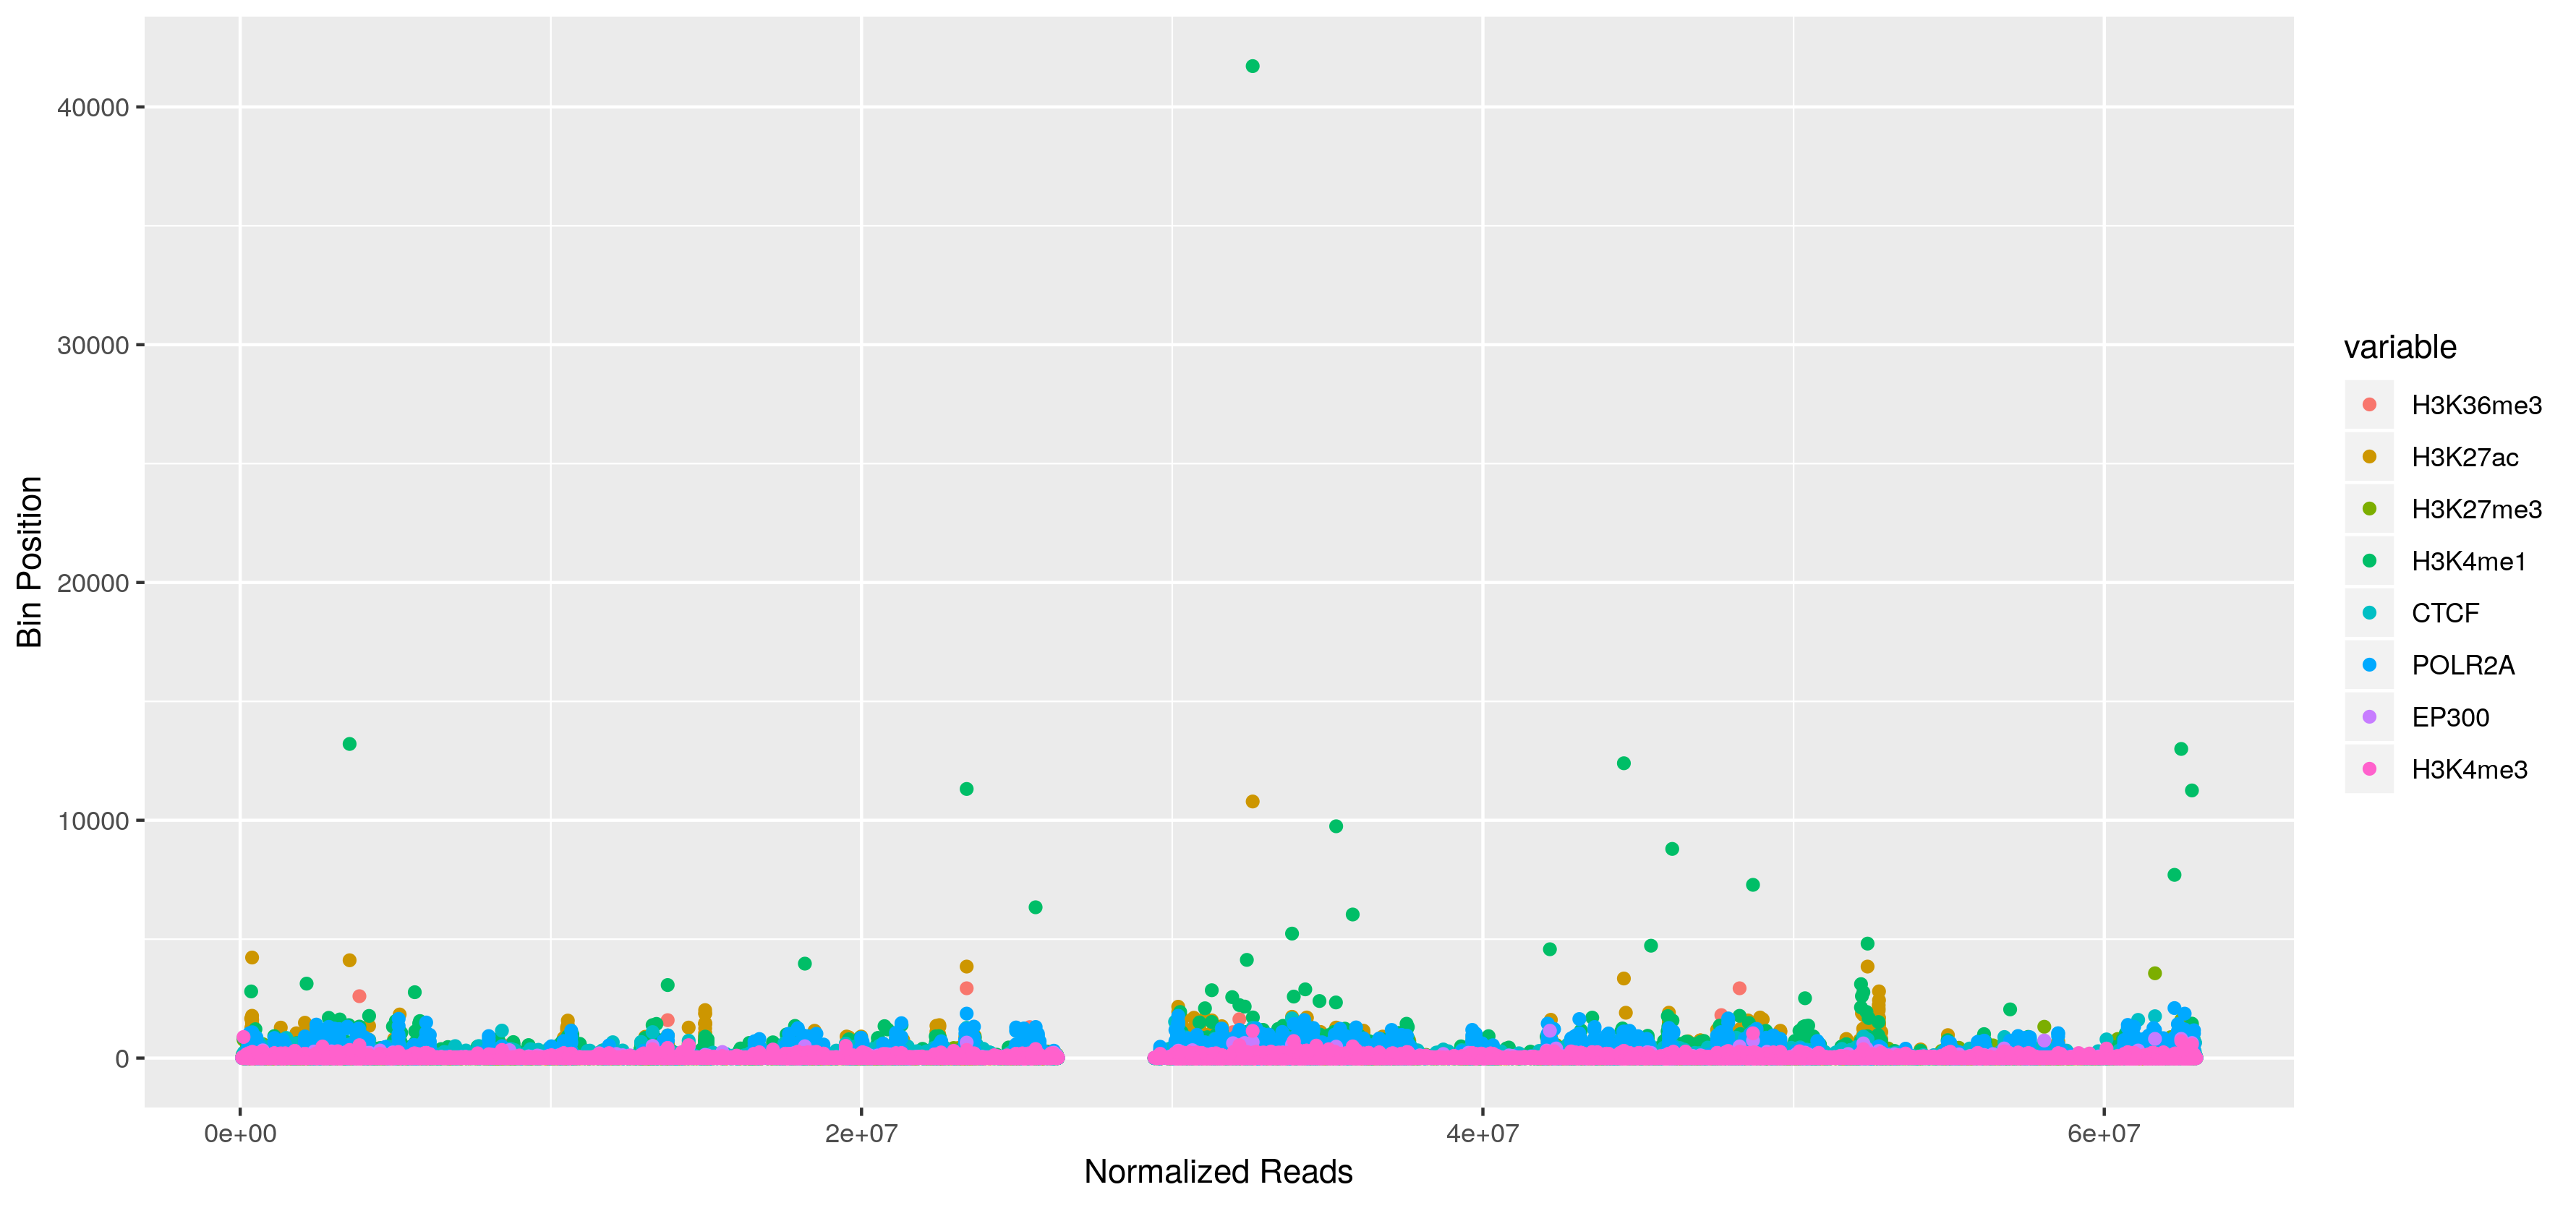 40000
30000
20000
10000
0
Bin Position
0e+00
2e+07
4e+07
6e+07
Normalized Reads
variable
H3K36me3
H3K27ac
H3K27me3
H3K4me1
CTCF
POLR2A
EP300
H3K4me3